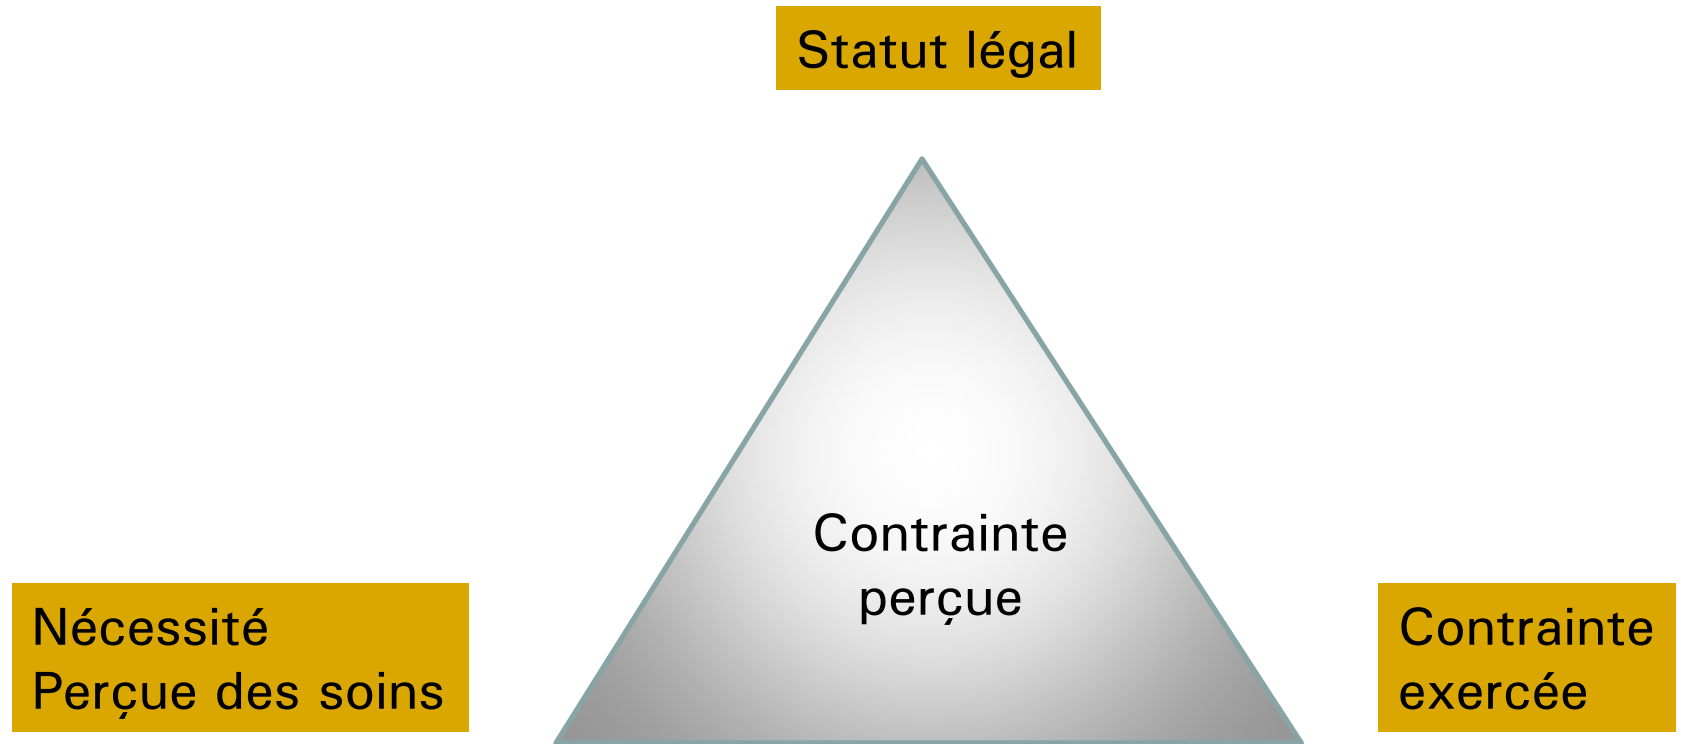 Statut légal
Contrainte
perçue
Nécessité
Perçue des soins
Contrainte
exercée